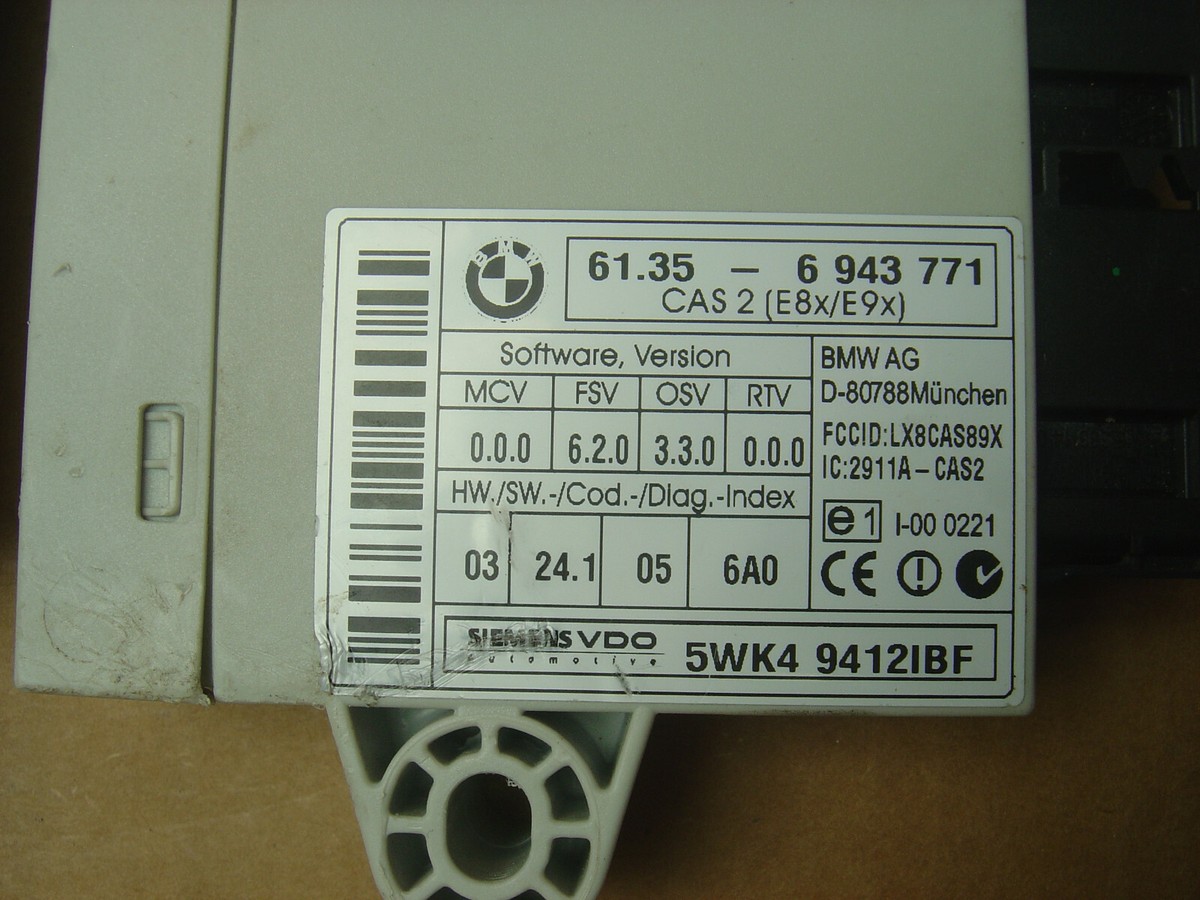 BMW
61.35 – 6 943 771
CAS 2 (E8x/E9x)
Software, Version
MCV FSV OSV RTV
0.0.0 6.2.0 3.3.0 0.0.0
HW./SW.-/Cod.-/Diag.-Index
03 24.1 05 6A0
BMW AG
D-80788München
FCCID:LX8CAS89X
IC:2911A-CAS2
e1 I-00 0221
CE
SIEMENS VDO
automotive
5WK4 9412IBF